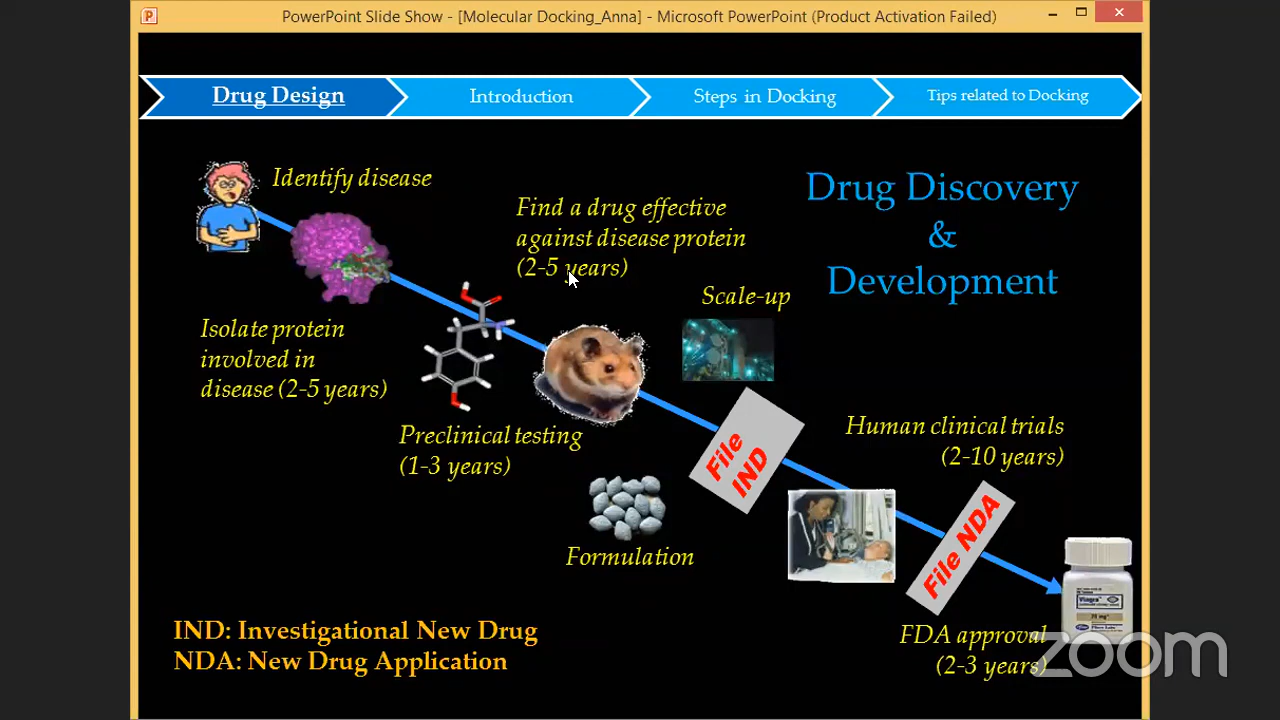 PowerPoint Slide Show - [Molecular Docking_Anna] - Microsoft PowerPoint (Product Activation Failed)
Drug Design
Introduction
Steps in Docking
Tips related to Docking
Identify disease
Find a drug effective
against disease protein
(2-5 years)
Drug Discovery
&
Development
Scale-up
Isolate protein
involved in
disease (2-5 years)
Preclinical testing
(1-3 years)
File
IND
Human clinical trials
(2-10 years)
Formulation
File NDA
Viagra
IND: Investigational New Drug
NDA: New Drug Application
FDA approval
(2-3 years)
zoom